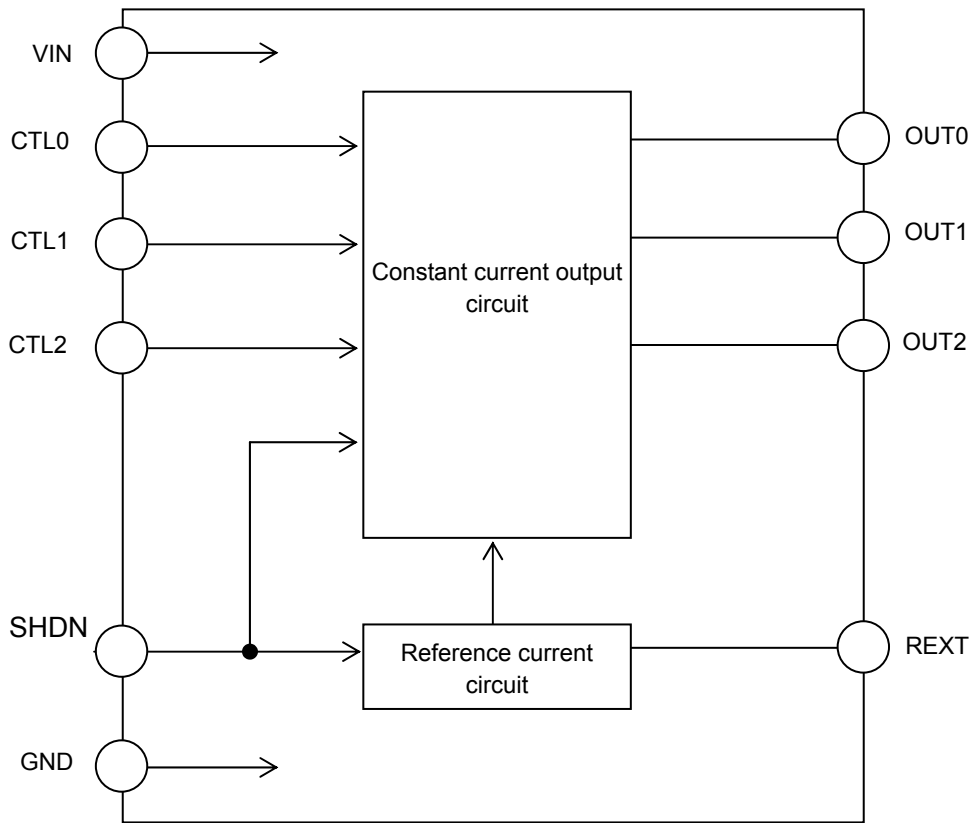 VIN
CTL0
CTL1
CTL2
SHDN
GND
Constant current output
circuit
Reference current
circuit
OUT0
OUT1
OUT2
REXT